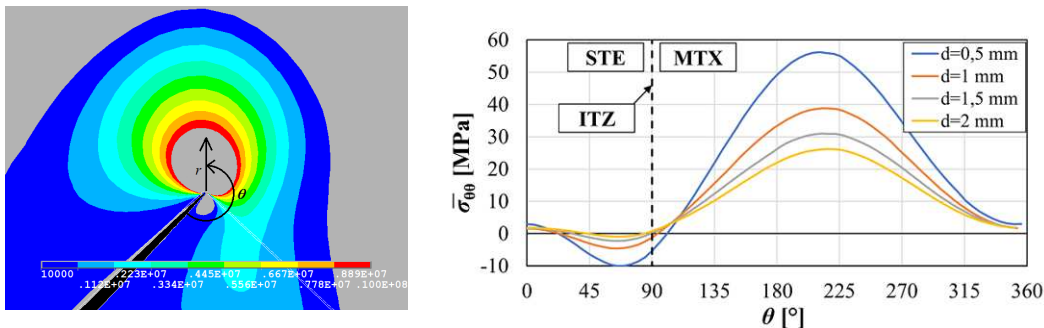 r
θ
10000 .223E+07 .445E+07 .667E+07 .889E+07
.112E+07 .334E+07 .556E+07 .778E+07 .100E+08
60
50
40
30
20
10
0
-10
σ̅θθ [MPa]
STE MTX
ITZ
d=0,5 mm
d=1 mm
d=1,5 mm
d=2 mm
0 45 90 135 180 225 270 315 360
θ [°]